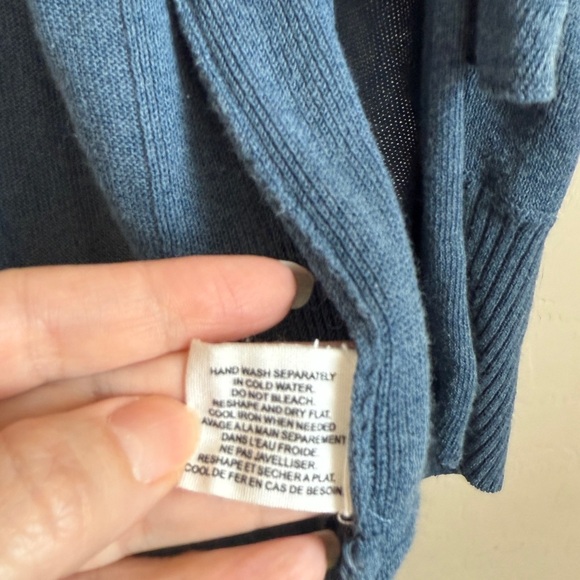 HAND WASH SEPARATELY
IN COLD WATER.
DO NOT BLEACH.
RESHAPE AND DRY FLAT.
COOL IRON WHEN NEEDED
AVAGE A LA MAIN SEPAREMENT
DANS L'EAU FROIDE.
NE PAS JAVELLISER.
RESHAPE ET SECHER A PLAT.
COOL DE FER EN CAS DE BESOIN